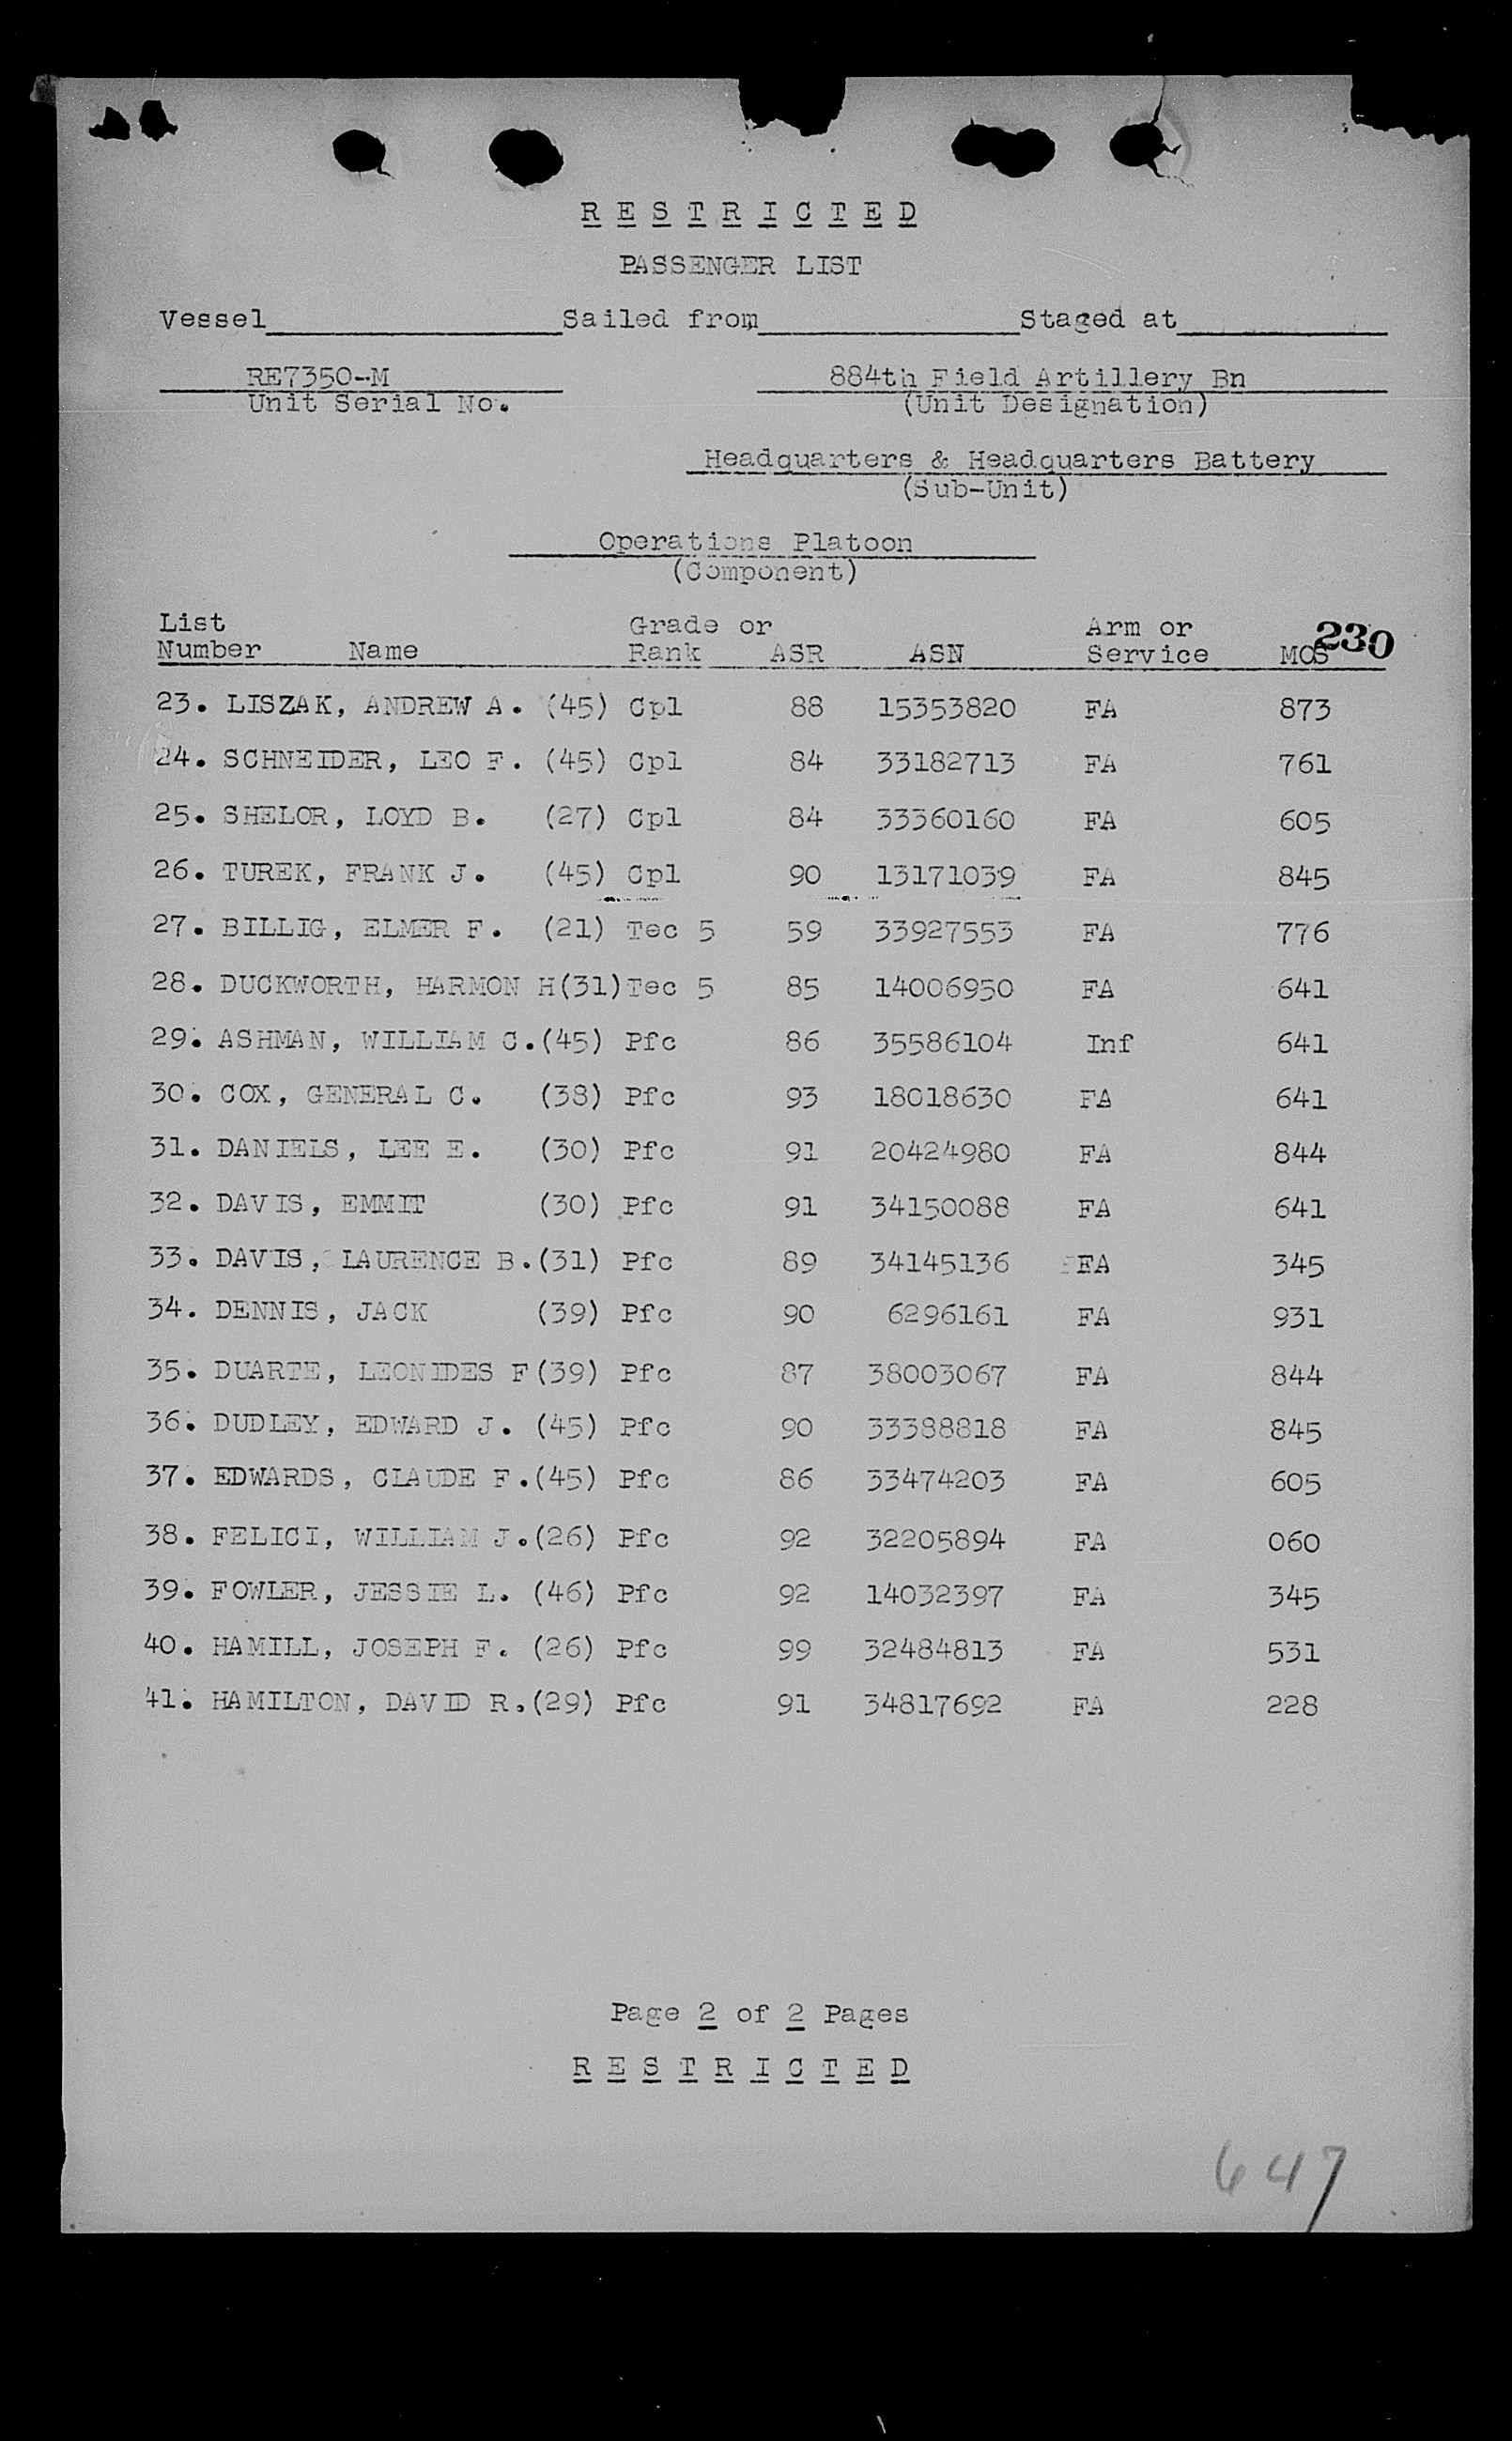 R E S T R I C T E D
PASSENGER LIST
Vessel Sailed from Staged at
RE7350-M 884th Field Artillery Bn
Unit Serial No. (Unit Designation)
Headquarters & Headquarters Battery
(Sub-Unit)
Operations Platoon
(Component)
List Grade or Arm or 230
Number Name Rank ASR ASN Service MOS
23. LISZAK, ANDREW A. (45) Cpl 88 15353820 FA 873
24. SCHNEIDER, LEO F. (45) Cpl 84 33182713 FA 761
25. SHELOR, LOYD B. (27) Cpl 84 33360160 FA 605
26. TUREK, FRANK J. (45) Cpl 90 13171039 FA 845
27. BILLIG, ELMER F. (21) Tec 5 59 33927553 FA 776
28. DUCKWORTH, HARMON H(31)Tec 5 85 14006950 FA 641
29. ASHMAN, WILLIAM C.(45) Pfc 86 35586104 Inf 641
30. COX, GENERAL C. (38) Pfc 93 18018630 FA 641
31. DANIELS, LEE E. (30) Pfc 91 20424980 FA 844
32. DAVIS, EMMIT (30) Pfc 91 34150088 FA 641
33. DAVIS, LAURENCE B.(31) Pfc 89 34145136 FA 345
34. DENNIS, JACK (39) Pfc 90 6296161 FA 931
35. DUARTE, LEONIDES F(39) Pfc 87 38003067 FA 844
36. DUDLEY, EDWARD J. (45) Pfc 90 33388818 FA 845
37. EDWARDS, CLAUDE F.(45) Pfc 86 33474203 FA 605
38. FELICI, WILLIAM J.(26) Pfc 92 32205894 FA 060
39. FOWLER, JESSIE L. (46) Pfc 92 14032397 FA 345
40. HAMILL, JOSEPH F. (26) Pfc 99 32484813 FA 531
41. HAMILTON, DAVID R.(29) Pfc 91 34817692 FA 228
Page 2 of 2 Pages
R E S T R I C T E D
647